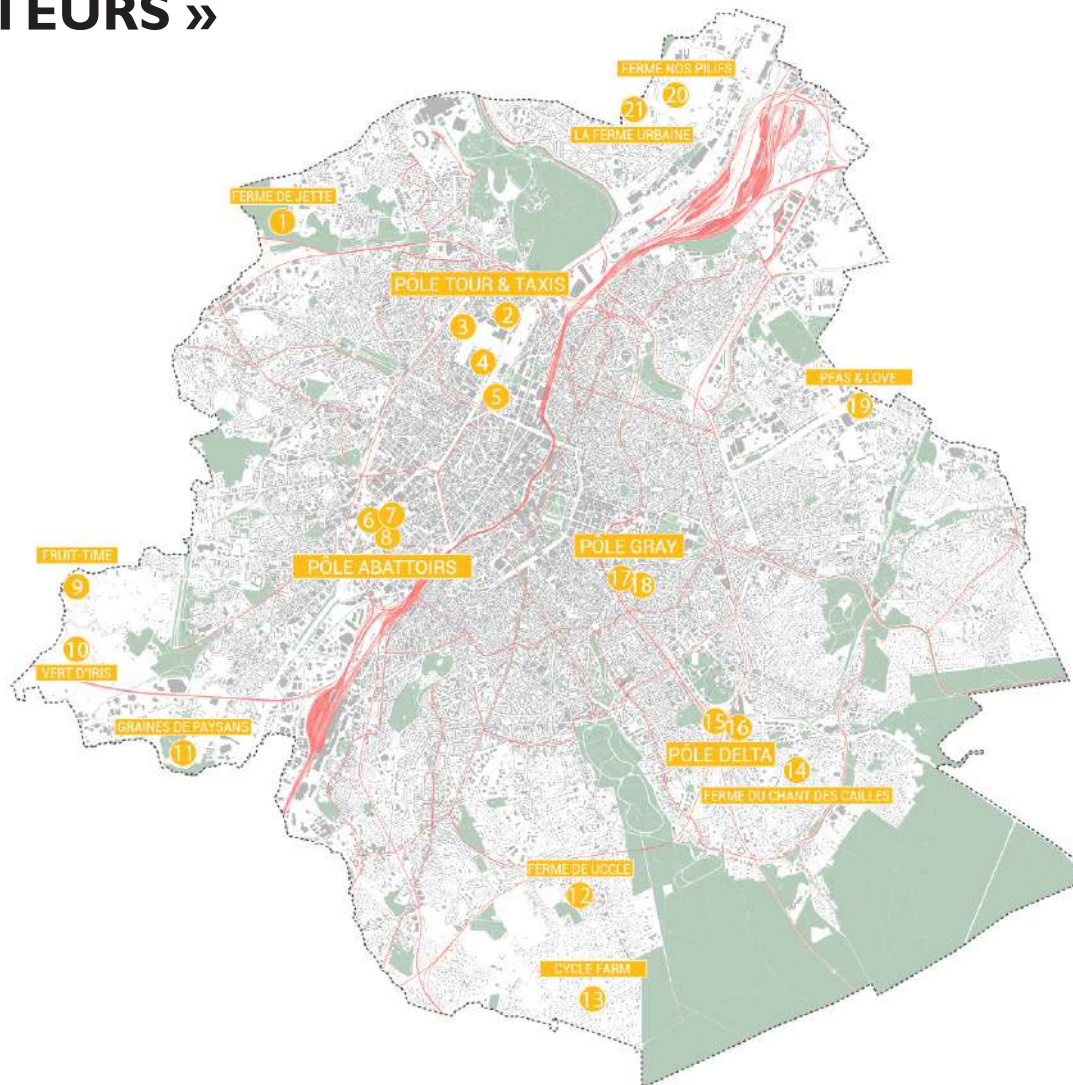 TEURS »
FERME NOS PILIFS
20
21
LA FERME URBAINE
FERME DE JETTE
1
PÔLE TOUR & TAXIS
2
3
4
5
PEAS & LOVE
19
6
7
8
PÔLE ABATTOIRS
PÔLE GRAY
17
18
FRUIT-TIME
9
10
VERT D'IRIS
GRAINES DE PAYSANS
11
15
16
PÔLE DELTA
14
FERME DU CHANT DES CAILLES
FERME DE UCCLE
12
CYCLE FARM
13